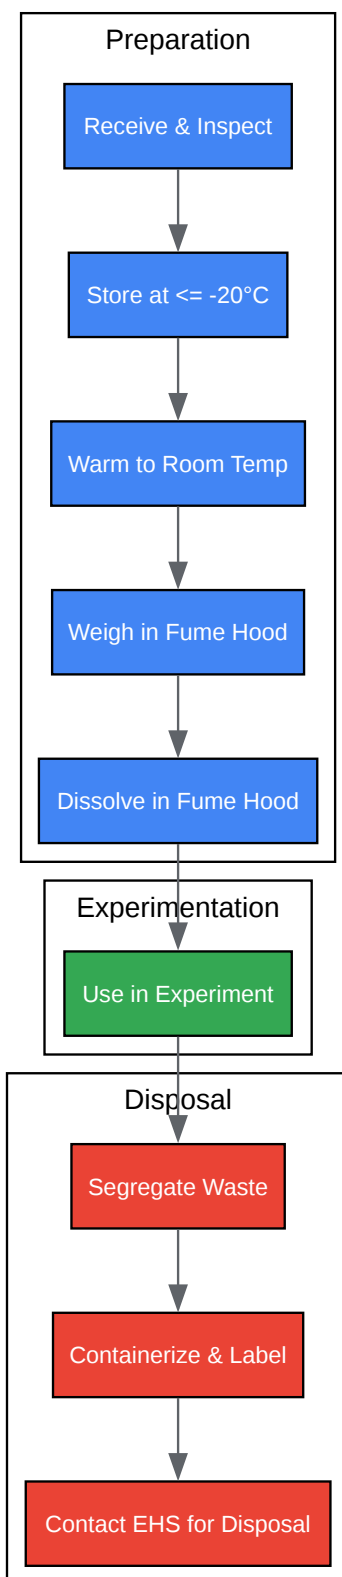 Preparation
Receive & Inspect
Store at <= -20°C
Warm to Room Temp
Weigh in Fume Hood
Dissolve in Fume Hood
Experimentation
Use in Experiment
Disposal
Segregate Waste
Containerize & Label
Contact EHS for Disposal